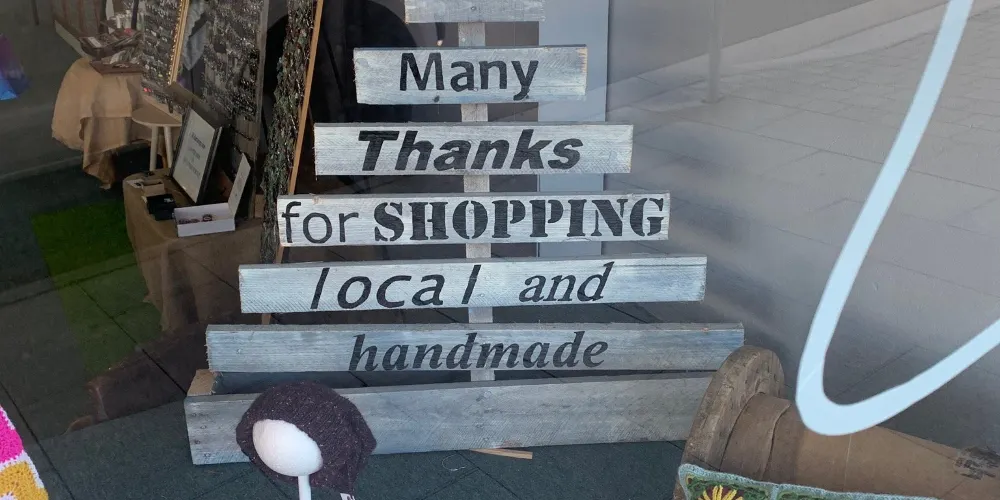 Many
Thanks
for SHOPPING
local and
handmade